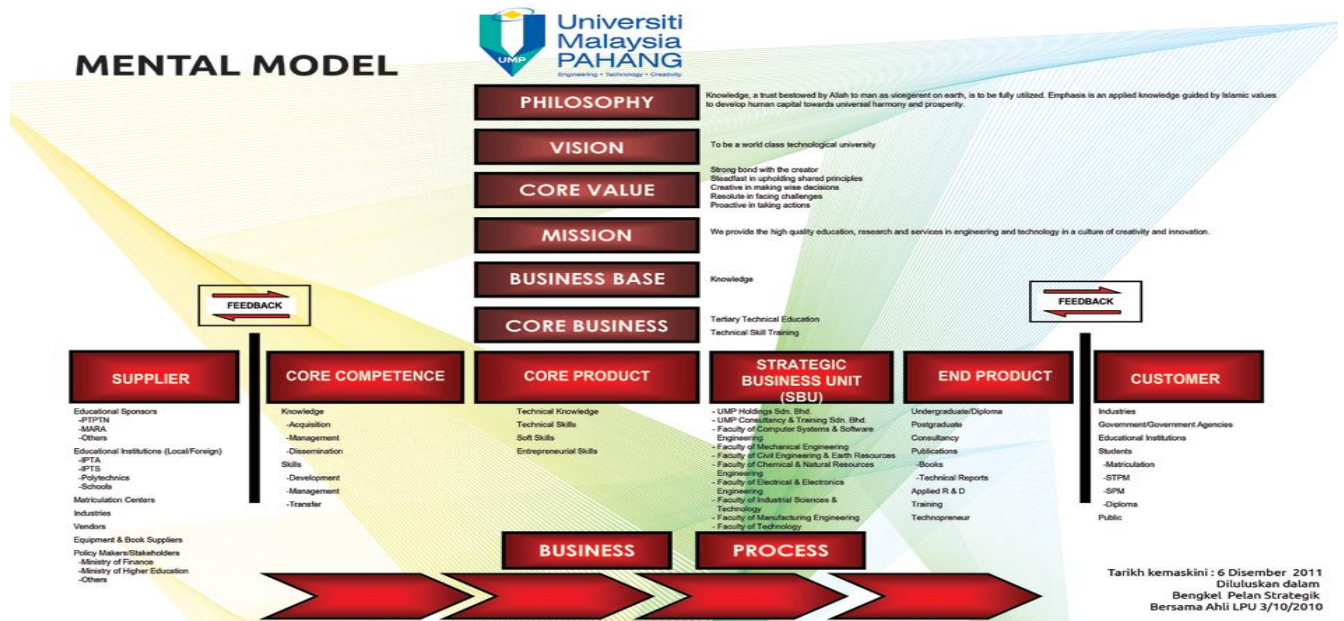 MENTAL MODEL
UMP
Universiti
Malaysia
PAHANG
Engineering • Technology • Creativity
PHILOSOPHY
Knowledge, a trust bestowed by Allah to man as vicegerent on earth, is to be fully utilized. Emphasis is an applied knowledge guided by Islamic values
to develop human capital towards universal harmony and prosperity.
VISION
To be a world class technological university
CORE VALUE
Strong bond with the creator
Steadfast in upholding shared principles
Creative in making wise decisions
Resolute in facing challenges
Proactive in taking actions
MISSION
We provide the high quality education, research and services in engineering and technology in a culture of creativity and innovation.
BUSINESS BASE
Knowledge
CORE BUSINESS
Tertiary Technical Education
Technical Skill Training
FEEDBACK
FEEDBACK
SUPPLIER
Educational Sponsors
-PTPTN
-MARA
-Others
Educational Institutions (Local/Foreign)
-IPTA
-IPTS
-Polytechnics
-Schools
Matriculation Centers
Industries
Vendors
Equipment & Book Suppliers
Policy Makers/Stakeholders
-Ministry of Finance
-Ministry of Higher Education
-Others
CORE COMPETENCE
Knowledge
-Acquisition
-Management
-Dissemination
Skills
-Development
-Management
-Transfer
CORE PRODUCT
Technical Knowledge
Technical Skills
Soft Skills
Entrepreneurial Skills
STRATEGIC
BUSINESS UNIT
(SBU)
- UMP Holdings Sdn. Bhd.
- UMP Consultancy & Training Sdn. Bhd.
- Faculty of Computer Systems & Software
Engineering
- Faculty of Mechanical Engineering
- Faculty of Civil Engineering & Earth Resources
- Faculty of Chemical & Natural Resources
Engineering
- Faculty of Electrical & Electronics
Engineering
- Faculty of Industrial Sciences &
Technology
- Faculty of Manufacturing Engineering
- Faculty of Technology
END PRODUCT
Undergraduate/Diploma
Postgraduate
Consultancy
Publications
-Books
-Technical Reports
Applied R & D
Training
Technopreneur
CUSTOMER
Industries
Government/Government Agencies
Educational Institutions
Students
-Matriculation
-STPM
-SPM
-Diploma
Public
BUSINESS
PROCESS
Tarikh kemaskini : 6 Disember 2011
Diluluskan dalam
Bengkel Pelan Strategik
Bersama Ahli LPU 3/10/2010